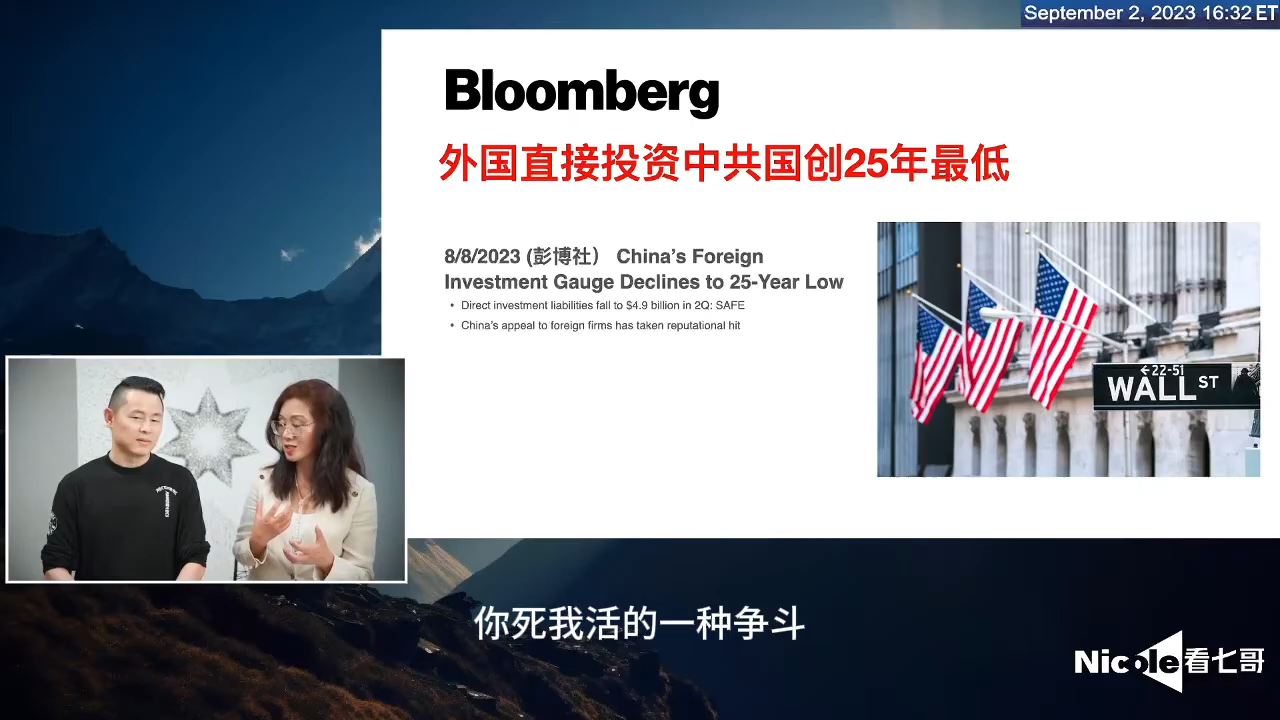 September 2, 2023 16:32 ET
Bloomberg
外国直接投资中共国创25年最低
8/8/2023 (彭博社） China's Foreign
Investment Gauge Declines to 25-Year Low
• Direct investment liabilities fall to $4.9 billion in 2Q: SAFE
• China's appeal to foreign firms has taken reputational hit
←22-51
WALL ST
你死我活的一种争斗
Nicole看七哥